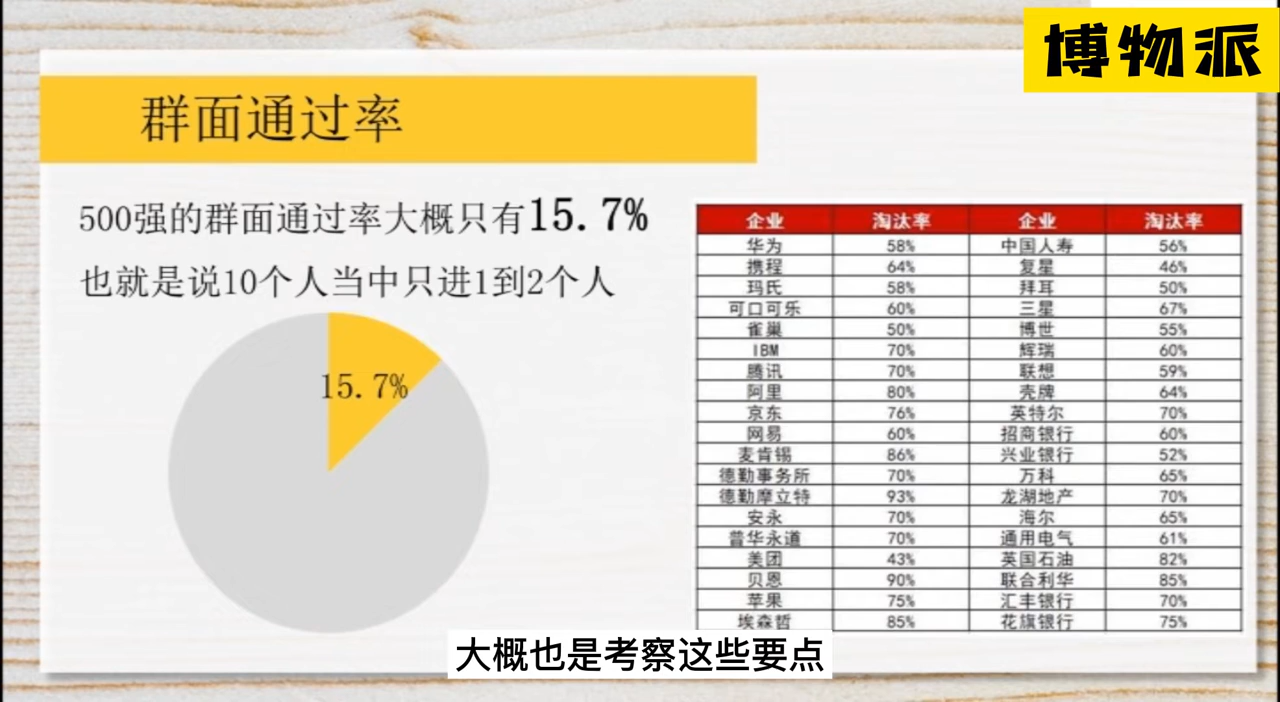 博物派
群面通过率
500强的群面通过率大概只有15.7%
也就是说10个人当中只进1到2个人
15.7%
企业 淘汰率 企业 淘汰率
华为 58% 中国人寿 56%
携程 64% 复星 46%
玛氏 58% 拜耳 50%
可口可乐 60% 三星 67%
雀巢 50% 博世 55%
IBM 70% 辉瑞 60%
腾讯 70% 联想 59%
阿里 80% 壳牌 64%
京东 76% 英特尔 70%
网易 60% 招商银行 60%
麦肯锡 86% 兴业银行 52%
德勤事务所 70% 万科 65%
德勤摩立特 93% 龙湖地产 70%
安永 70% 海尔 65%
普华永道 70% 通用电气 61%
美团 43% 英国石油 82%
贝恩 90% 联合利华 85%
苹果 75% 汇丰银行 70%
埃森哲 85% 花旗银行 75%
大概也是考察这些要点